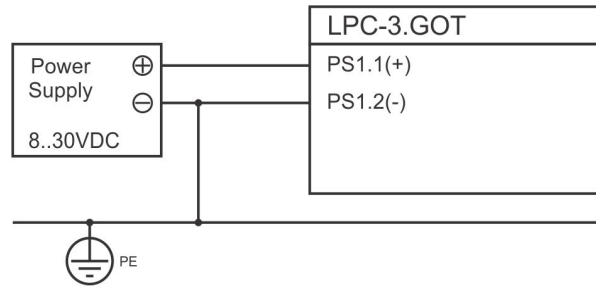 LPC-3.GOT
Power
Supply
8..30VDC
PS1.1(+)
PS1.2(-)
PE